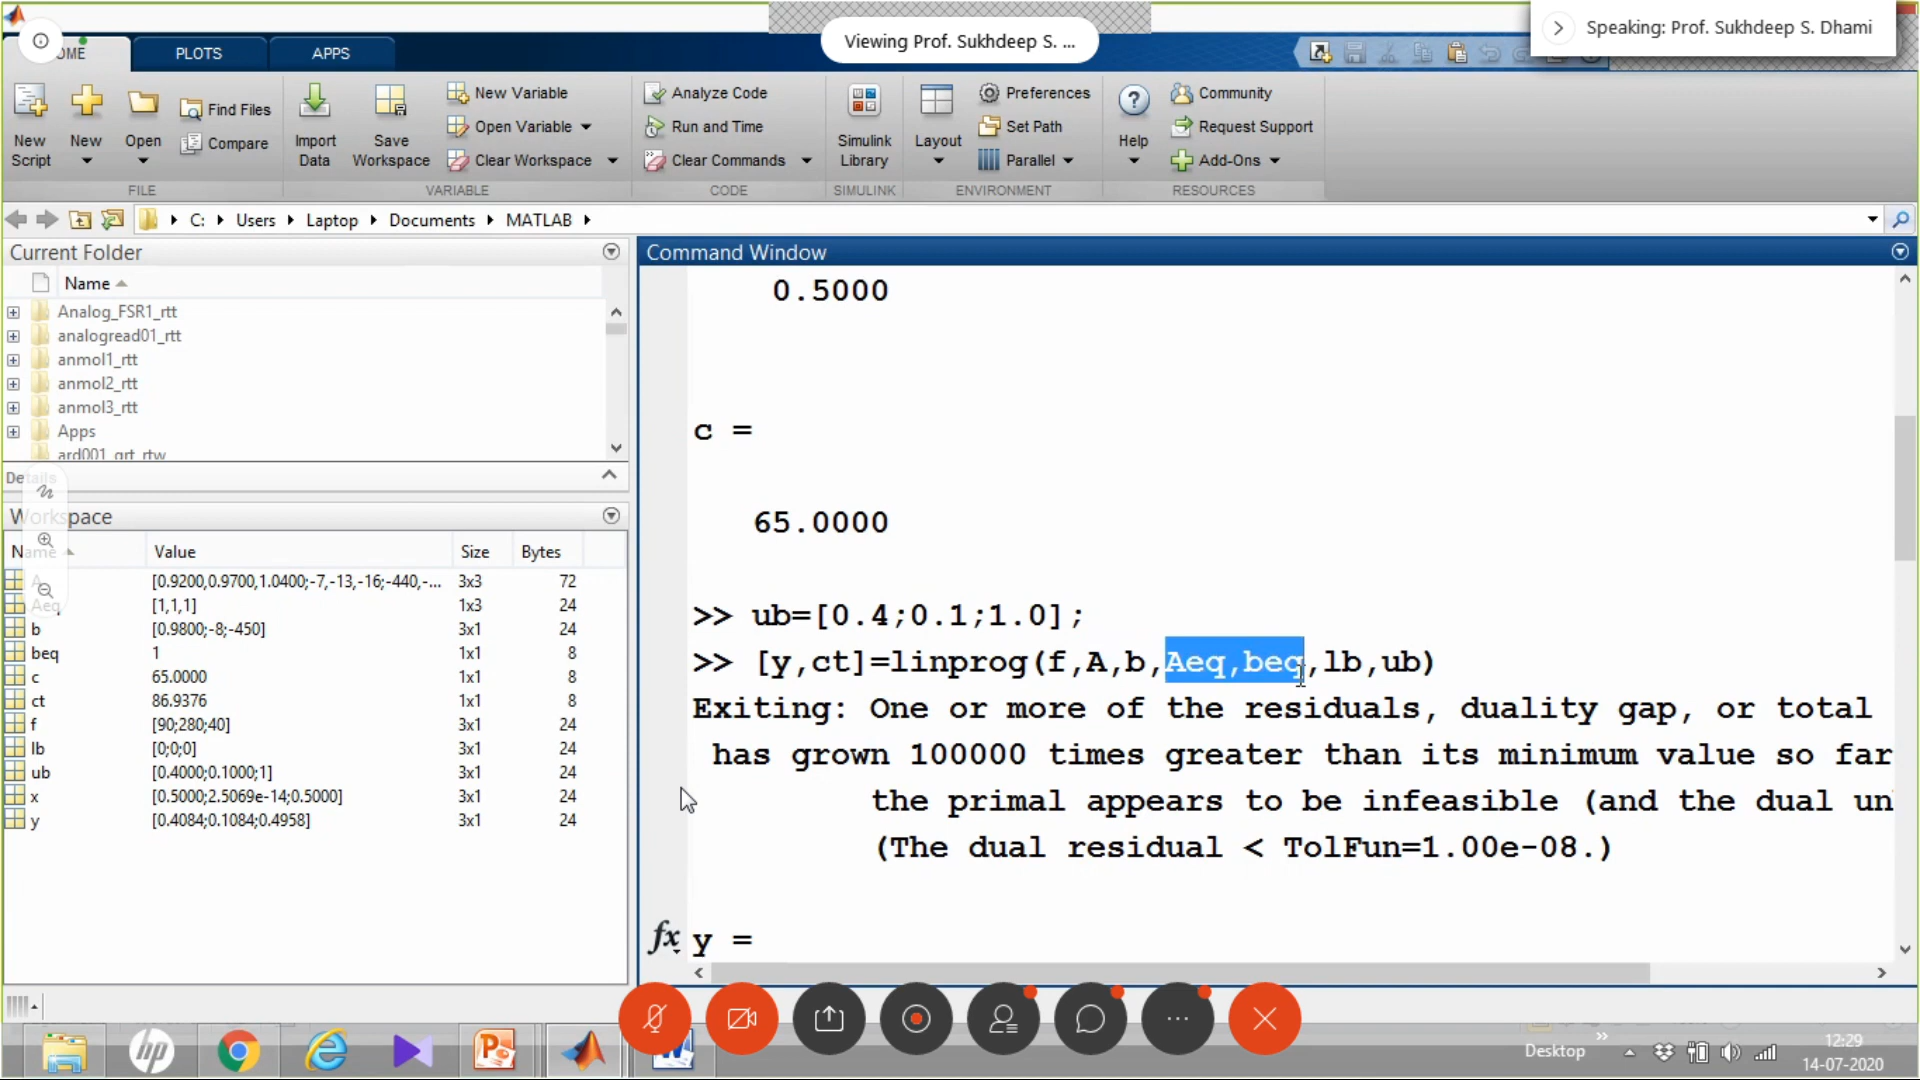 Viewing Prof. Sukhdeep S. ...
Speaking: Prof. Sukhdeep S. Dhami
OME
PLOTS
APPS
New Script
New
Open
Find Files
Compare
FILE
Import Data
Save Workspace
New Variable
Open Variable
Clear Workspace
VARIABLE
Analyze Code
Run and Time
Clear Commands
CODE
Simulink Library
SIMULINK
Layout
Preferences
Set Path
Parallel
ENVIRONMENT
Help
Community
Request Support
Add-Ons
RESOURCES
C: Users Laptop Documents MATLAB
Current Folder
Name
Analog_FSR1_rtt
analogread01_rtt
anmol1_rtt
anmol2_rtt
anmol3_rtt
Apps
ard001_grt_rtw
Details
Workspace
Name Value Size Bytes
A [0.9200,0.9700,1.0400;-7,-13,-16;-440,-... 3x3 72
Aeq [1,1,1] 1x3 24
b [0.9800;-8;-450] 3x1 24
beq 1 1x1 8
c 65.0000 1x1 8
ct 86.9376 1x1 8
f [90;280;40] 3x1 24
lb [0;0;0] 3x1 24
ub [0.4000;0.1000;1] 3x1 24
x [0.5000;2.5069e-14;0.5000] 3x1 24
y [0.4084;0.1084;0.4958] 3x1 24
Command Window
0.5000
c =
65.0000
>> ub=[0.4;0.1;1.0];
>> [y,ct]=linprog(f,A,b,Aeq,beq,lb,ub)
Exiting: One or more of the residuals, duality gap, or total
has grown 100000 times greater than its minimum value so far
the primal appears to be infeasible (and the dual un
(The dual residual < TolFun=1.00e-08.)
fx y =
hp
Desktop
12:29
14-07-2020